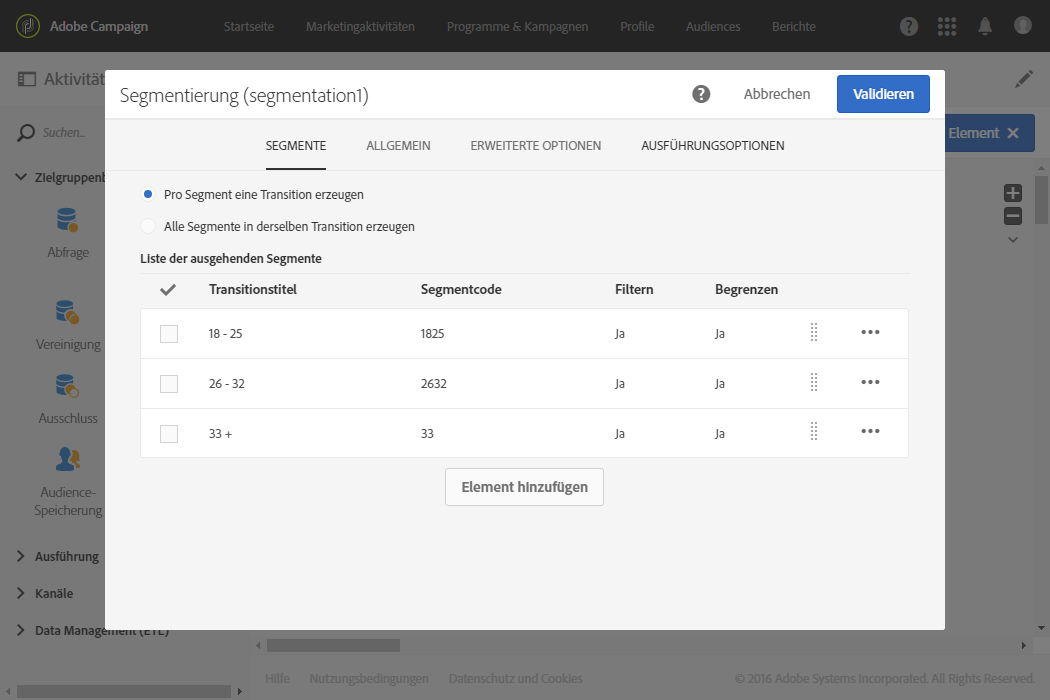 Adobe Campaign
Startseite
Marketingaktivitäten
Programme & Kampagnen
Profile
Audiences
Berichte
Aktivität
Segmentierung (segmentation1)
Abbrechen
Validieren
Suchen...
Element
SEGMENTE
ALLGEMEIN
ERWEITERTE OPTIONEN
AUSFÜHRUNGSOPTIONEN
Pro Segment eine Transition erzeugen
Alle Segmente in derselben Transition erzeugen
Liste der ausgehenden Segmente
Transitionstitel Segmentcode Filtern Begrenzen
18 - 25 1825 Ja Ja
26 - 32 2632 Ja Ja
33 + 33 Ja Ja
Element hinzufügen
Abfrage
Vereinigung
Ausschluss
Audience-
Speicherung
Ausführung
Kanäle
Data Management (ETL)
Hilfe
Nutzungsbedingungen
Datenschutz und Cookies
© 2016 Adobe Systems Incorporated. All Rights Reserved.